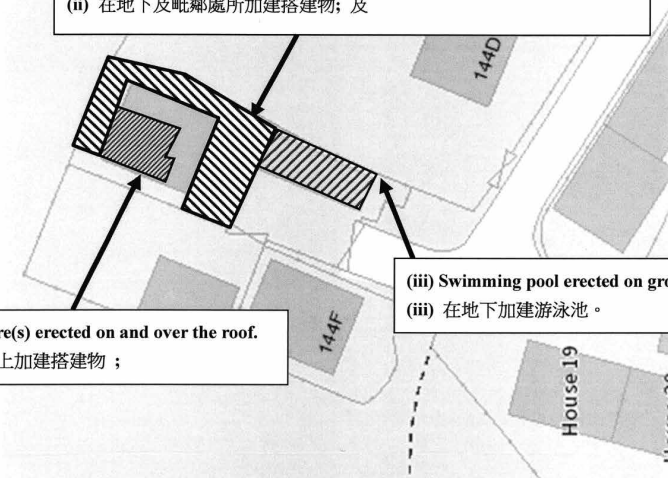 (ii) 在地下及毗鄰處所加建搭建物; 及
144D
(iii) Swimming pool erected on
(iii) 在地下加建游泳池。
erected on and over the roof.
上加建搭建物 ;
144F
House 19